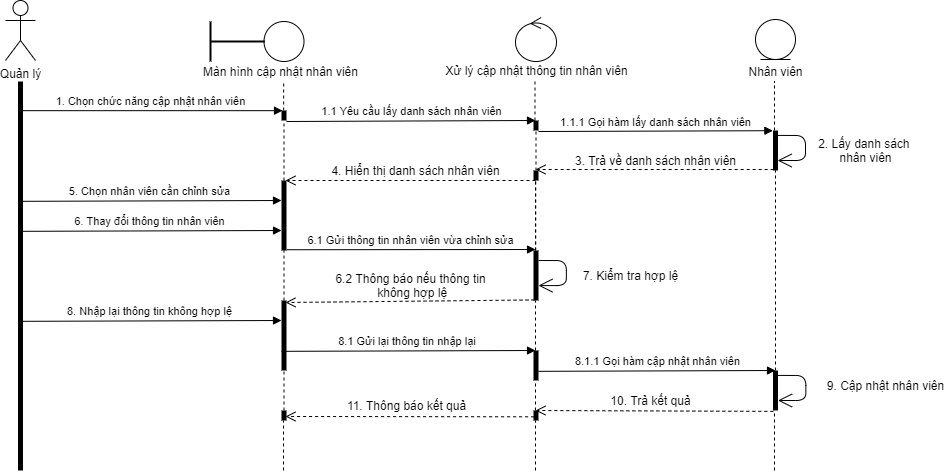 Quản lý
Màn hình cập nhật nhân viên
Xử lý cập nhật thông tin nhân viên
Nhân viên
1. Chọn chức năng cập nhật nhân viên
1.1 Yêu cầu lấy danh sách nhân viên
1.1.1 Gọi hàm lấy danh sách nhân viên
2. Lấy danh sách
nhân viên
3. Trả về danh sách nhân viên
4. Hiển thị danh sách nhân viên
5. Chọn nhân viên cần chỉnh sửa
6. Thay đổi thông tin nhân viên
6.1 Gửi thông tin nhân viên vừa chỉnh sửa
7. Kiểm tra hợp lệ
6.2 Thông báo nếu thông tin
không hợp lệ
8. Nhập lại thông tin không hợp lệ
8.1 Gửi lại thông tin nhập lại
8.1.1 Gọi hàm cập nhật nhân viên
9. Cập nhật nhân viên
10. Trả kết quả
11. Thông báo kết quả